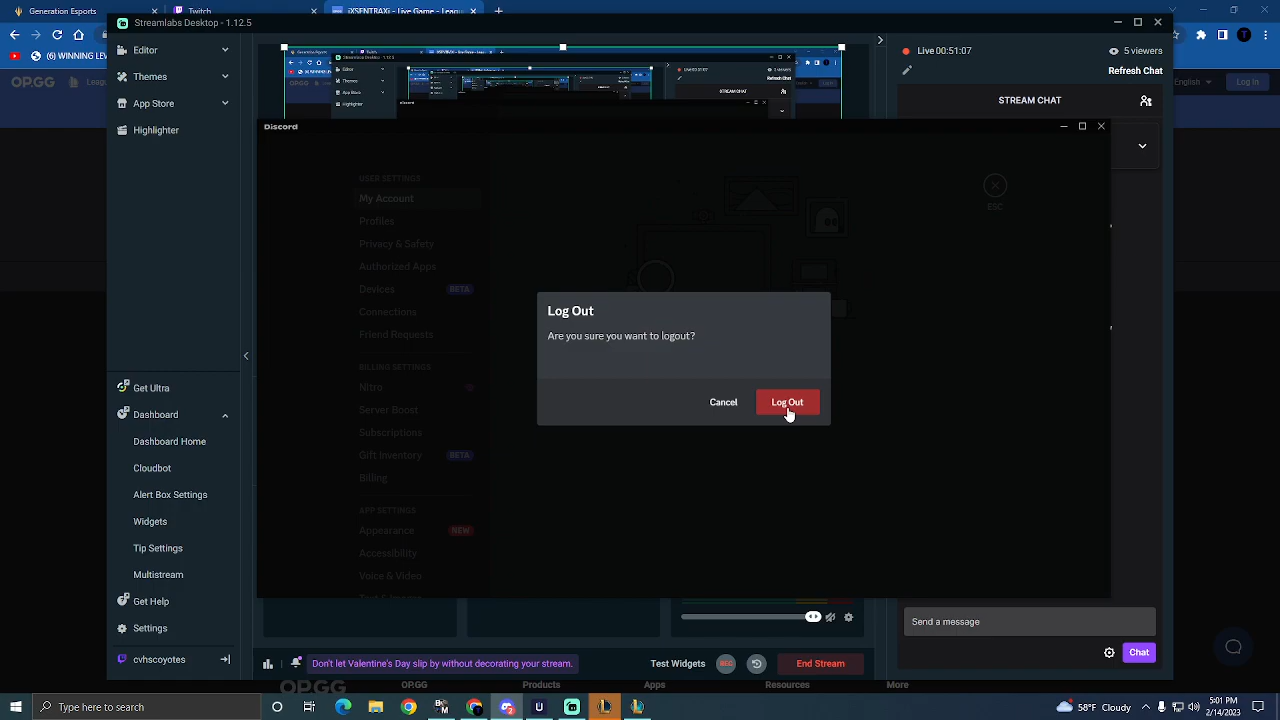 Streamlabs Desktop - 1.12.5
Editor
Themes
App Store
Highlighter
Live 00:51:07
0 Viewers
Refresh Chat
STREAM CHAT
English
Log In
OP.GG
Discord
USER SETTINGS
My Account
Profiles
Privacy & Safety
Authorized Apps
Devices
BETA
Connections
Friend Requests
BILLING SETTINGS
Nitro
Server Boost
Subscriptions
Gift Inventory
BETA
Billing
APP SETTINGS
Appearance
NEW
Accessibility
Voice & Video
ESC
Log Out
Are you sure you want to logout?
Cancel
Log Out
Get Ultra
Dashboard
Dashboard Home
Cloudbot
Alert Box Settings
Widgets
Tip Settings
Multistream
Get Help
Settings
cvhscoyotes
Send a message
Chat
Don't let Valentine's Day slip by without decorating your stream.
Test Widgets
REC
End Stream
OP.GG
OP.GG
Products
Apps
Resources
More
Type here to search
58°F
5:01 PM
2/14/2023